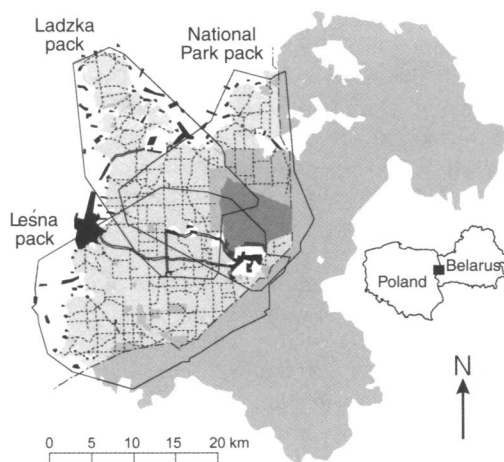 Ladzka
pack
National
Park pack
Leśna
pack
Poland
Belarus
N
0 5 10 15 20 km